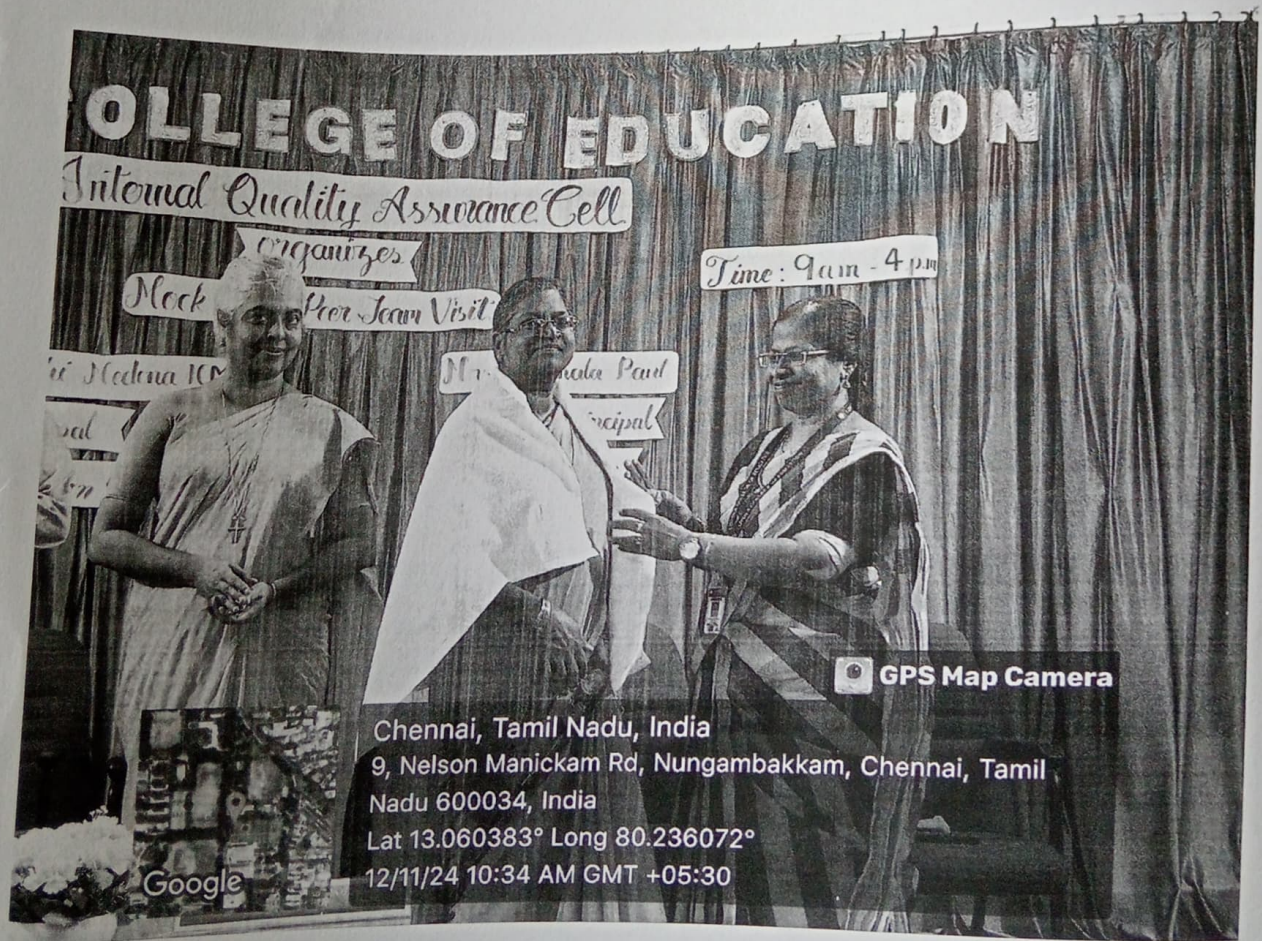 OLLEGE OF EDUCATION
Internal Quality Assurance Cell
organizes
Time: 9am - 4pm
Mock Peer Team Visit
Paul
GPS Map Camera
Chennai, Tamil Nadu, India
9, Nelson Manickam Rd, Nungambakkam, Chennai, Tamil
Nadu 600034, India
Lat 13.060383° Long 80.236072°
12/11/24 10:34 AM GMT +05:30
Google